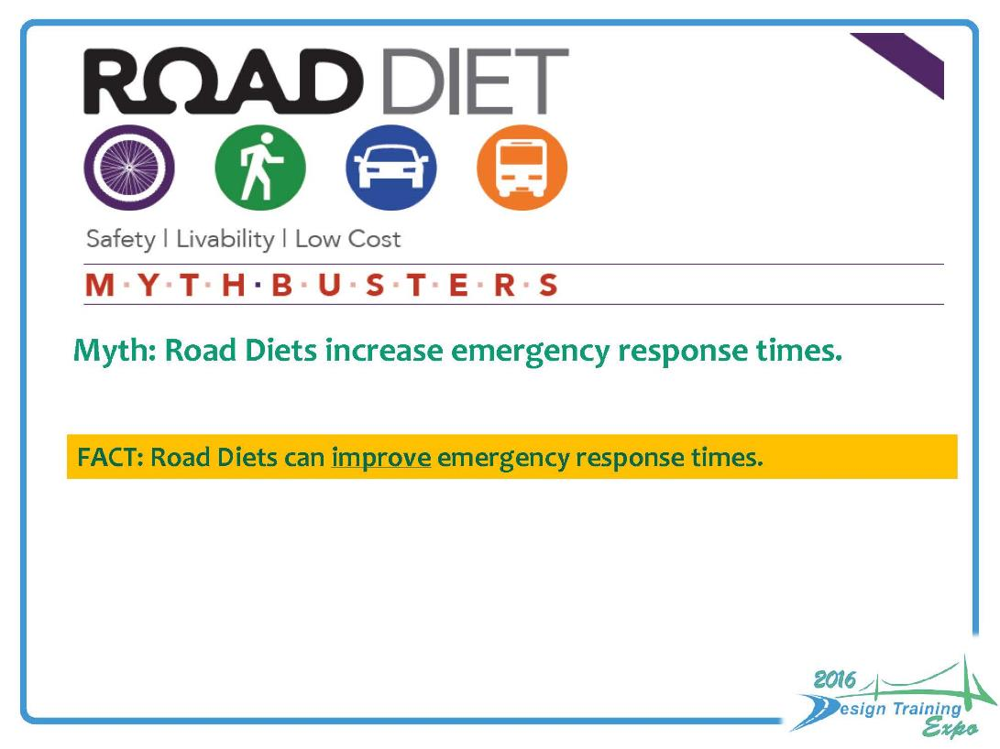 ROAD DIET
Safety | Livability | Low Cost
M·Y·T·H·B·U·S·T·E·R·S
Myth: Road Diets increase emergency response times.
FACT: Road Diets can improve emergency response times.
2016
Design Training
Expo